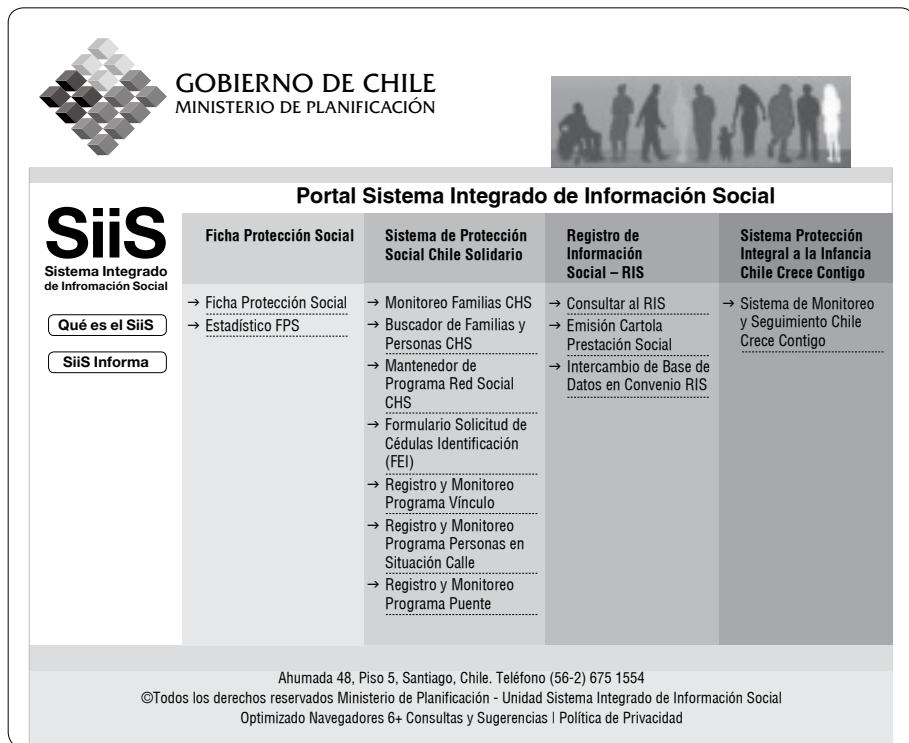 GOBIERNO DE CHILE
MINISTERIO DE PLANIFICACIÓN
Portal Sistema Integrado de Información Social
SiiS
Sistema Integrado
de Infromación Social
Qué es el SiiS
SiiS Informa
Ficha Protección Social
→ Ficha Protección Social
→ Estadístico FPS
Sistema de Protección
Social Chile Solidario
→ Monitoreo Familias CHS
→ Buscador de Familias y
Personas CHS
→ Mantenedor de
Programa Red Social
CHS
→ Formulario Solicitud de
Cédulas Identificación
(FEI)
→ Registro y Monitoreo
Programa Vínculo
→ Registro y Monitoreo
Programa Personas en
Situación Calle
→ Registro y Monitoreo
Programa Puente
Registro de
Información
Social – RIS
→ Consultar al RIS
→ Emisión Cartola
Prestación Social
→ Intercambio de Base de
Datos en Convenio RIS
Sistema Protección
Integral a la Infancia
Chile Crece Contigo
→ Sistema de Monitoreo
y Seguimiento Chile
Crece Contigo
Ahumada 48, Piso 5, Santiago, Chile. Teléfono (56-2) 675 1554
©Todos los derechos reservados Ministerio de Planificación - Unidad Sistema Integrado de Información Social
Optimizado Navegadores 6+ Consultas y Sugerencias | Política de Privacidad